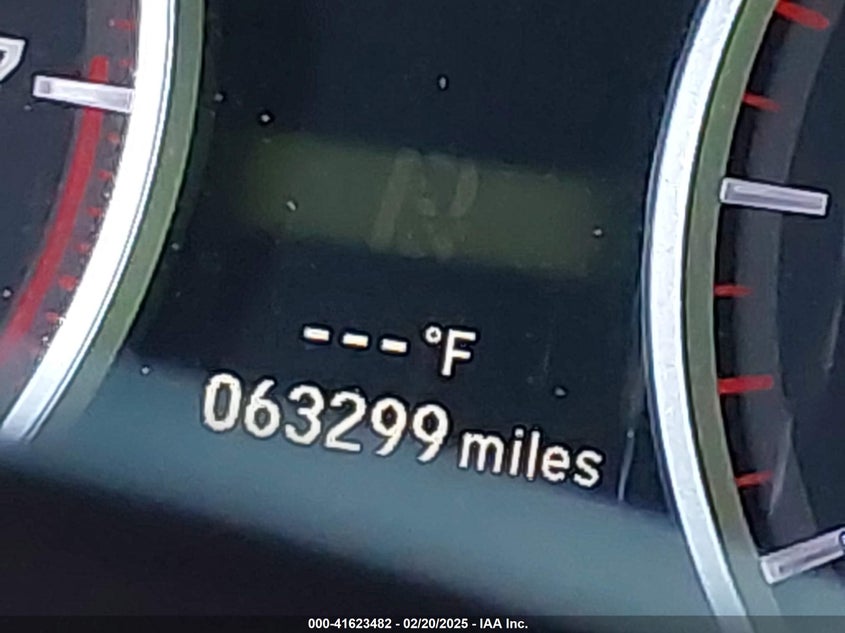 R
---°F
063299 miles
000-41623482 - 02/20/2025 - IAA Inc.